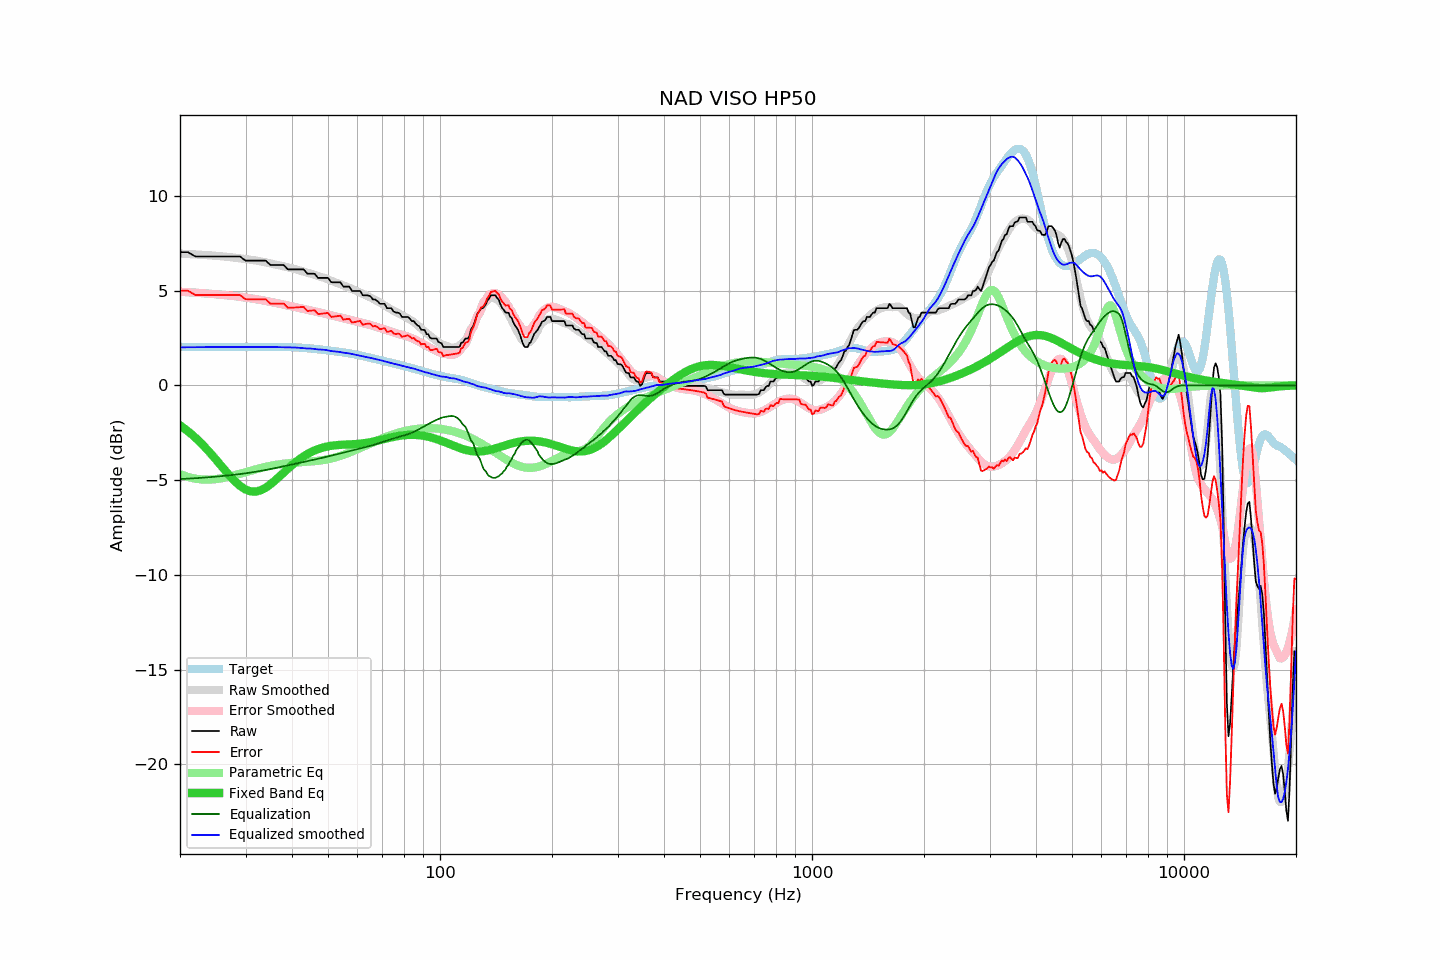 NAD VISO HP50
Amplitude (dBr)
10
5
0
−5
−10
−15
−20
Target
Raw Smoothed
Error Smoothed
Raw
Error
Parametric Eq
Fixed Band Eq
Equalization
Equalized smoothed
100
1000
10000
Frequency (Hz)